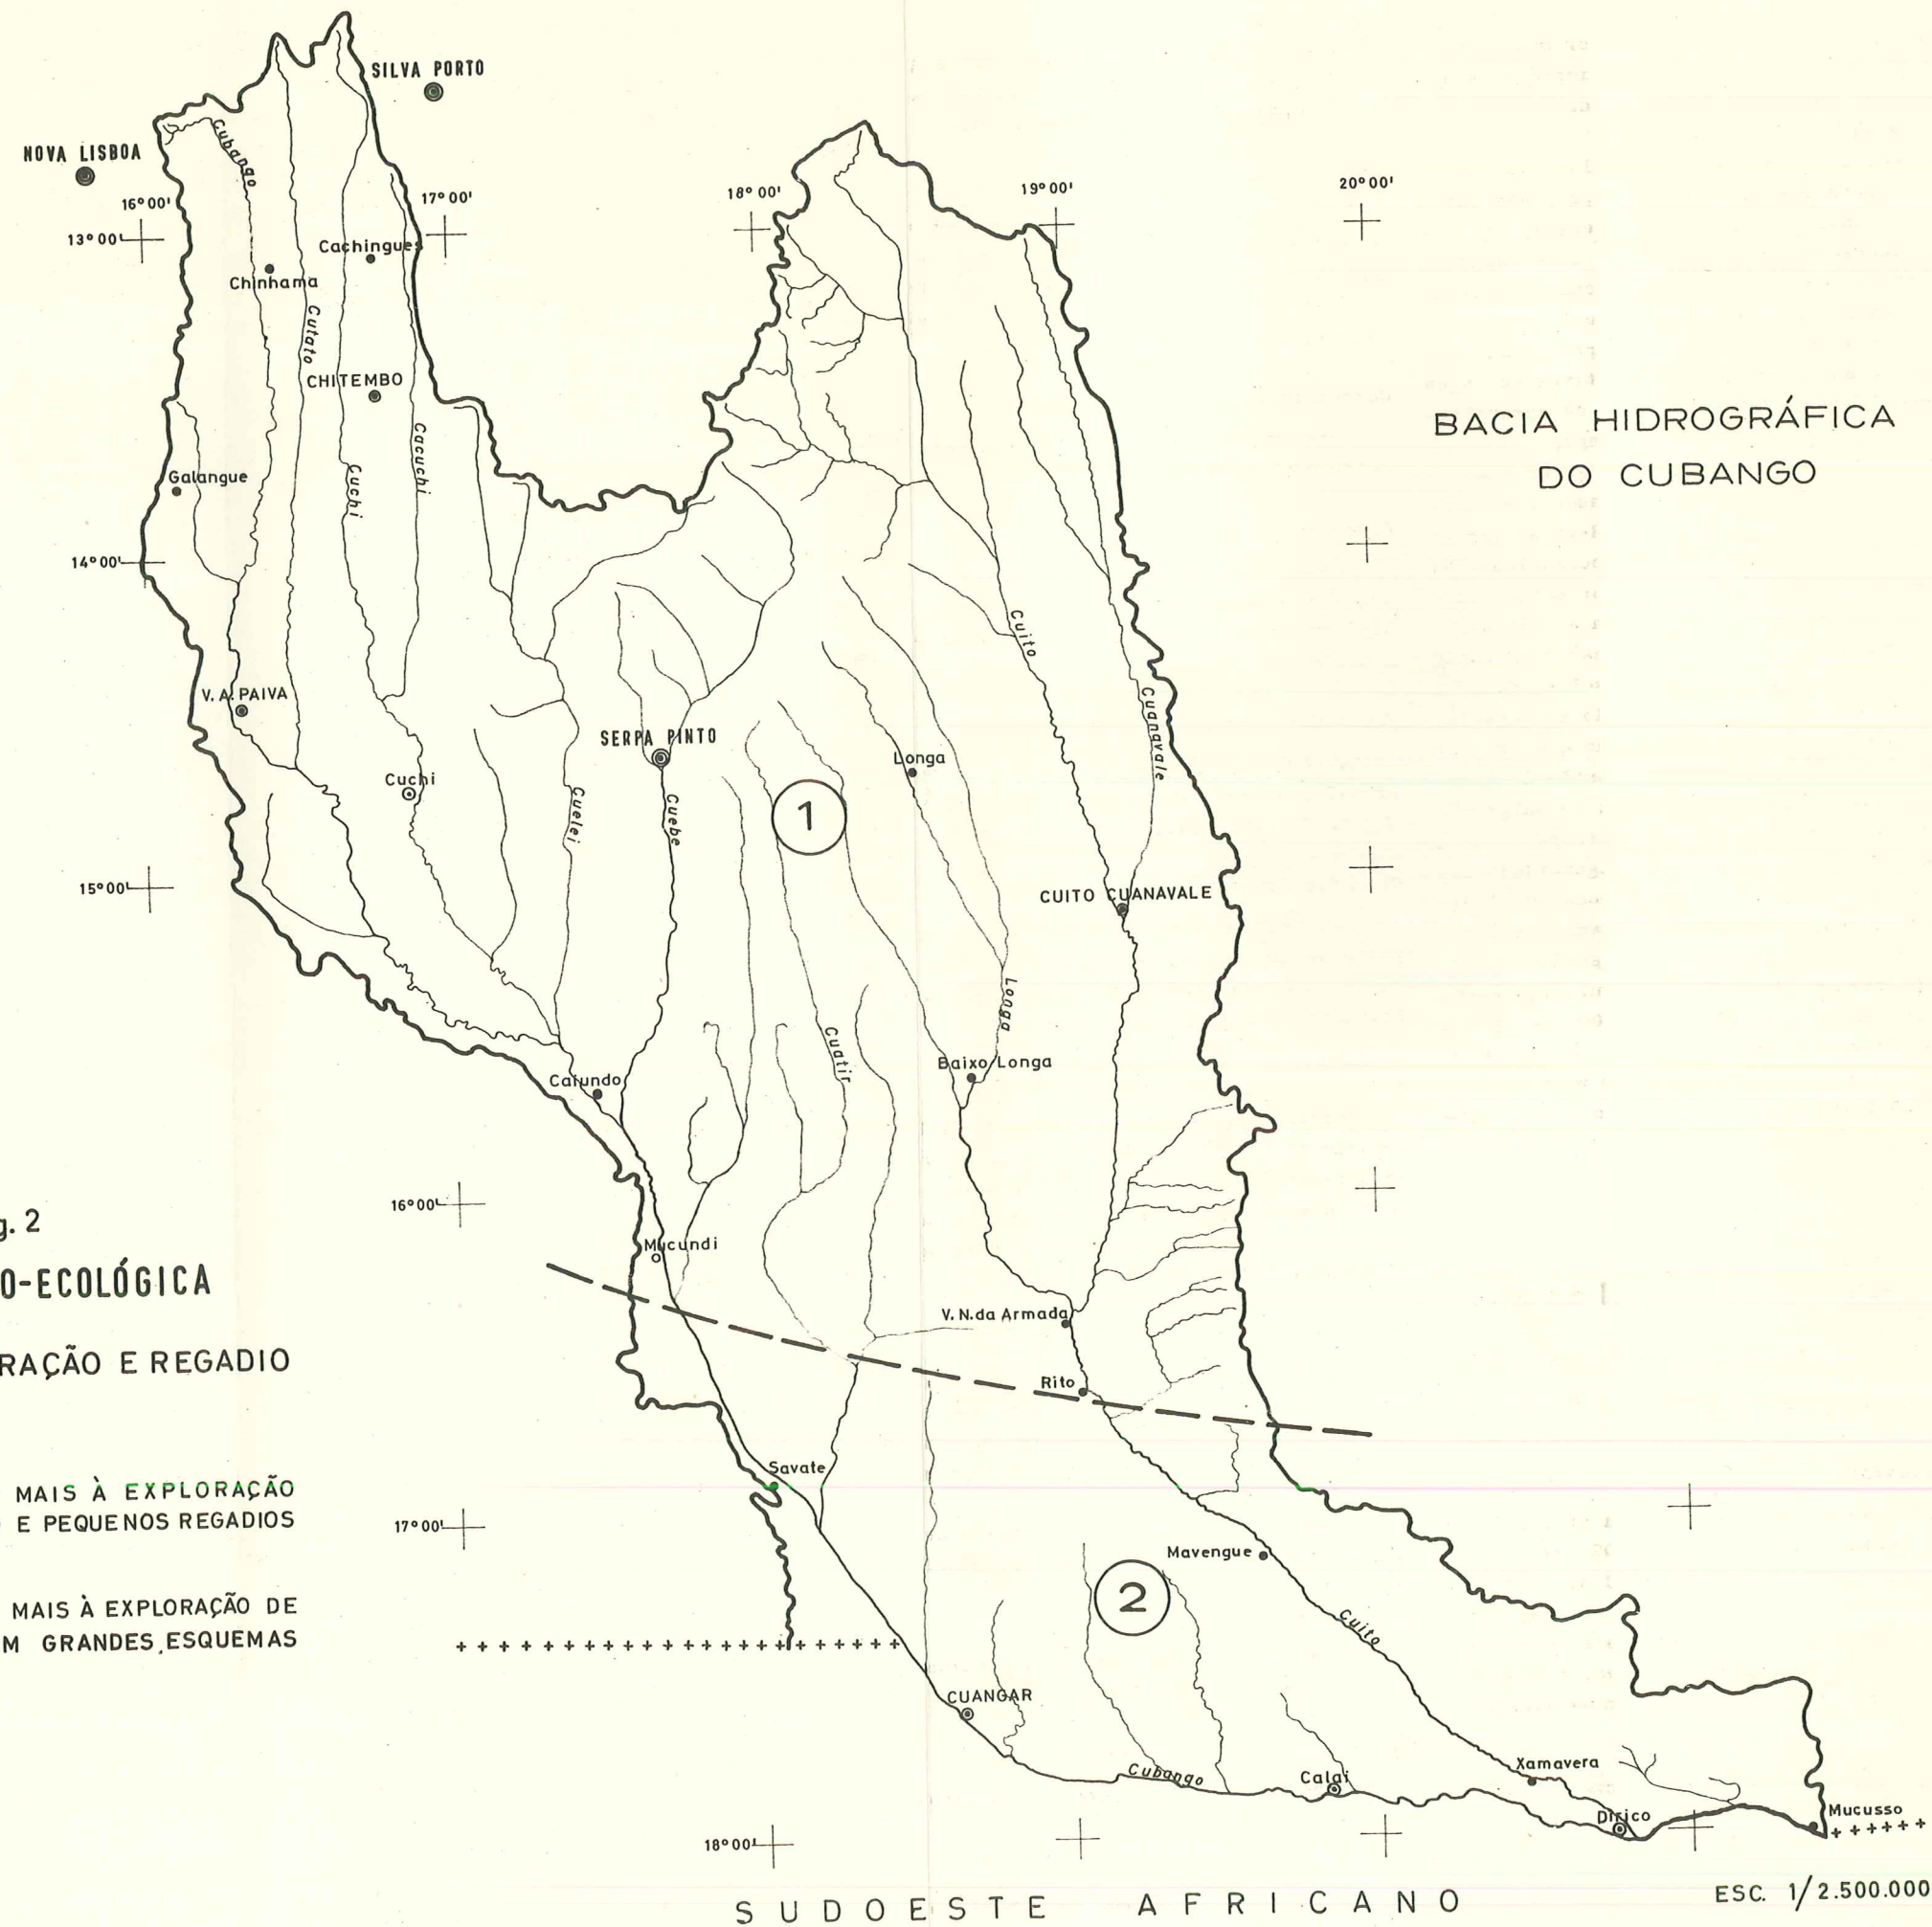 SILVA PORTO
NOVA LISBOA
Cubango
16°00'
17°00'
18°00'
19°00'
20°00'
13°00'
Cachingues
Chinhama
Cutato
CHITEMBO
Cacuchi
Cuchi
Galangue
BACIA HIDROGRÁFICA
DO CUBANGO
14°00'
Cuito
V. A. PAIVA
Cuanavale
SERPA PINTO
Longa
Cuchi
Cuelei
Cuebe
1
15°00'
CUITO CUANAVALE
Longa
Cuatir
Baixo Longa
Caiundo
16°00'
g. 2
Mucundi
O-ECOLÓGICA
V. N. da Armada
RAÇÃO E REGADIO
Rito
Savate
MAIS À EXPLORAÇÃO
E PEQUENOS REGADIOS
17°00'
Mavengue
2
MAIS À EXPLORAÇÃO DE
M GRANDES ESQUEMAS
Cuito
CUANGAR
Cubango
Calai
Xamavera
Dirico
Mucusso
18°00'
SUDOESTE AFRICANO
ESC. 1/2.500.000